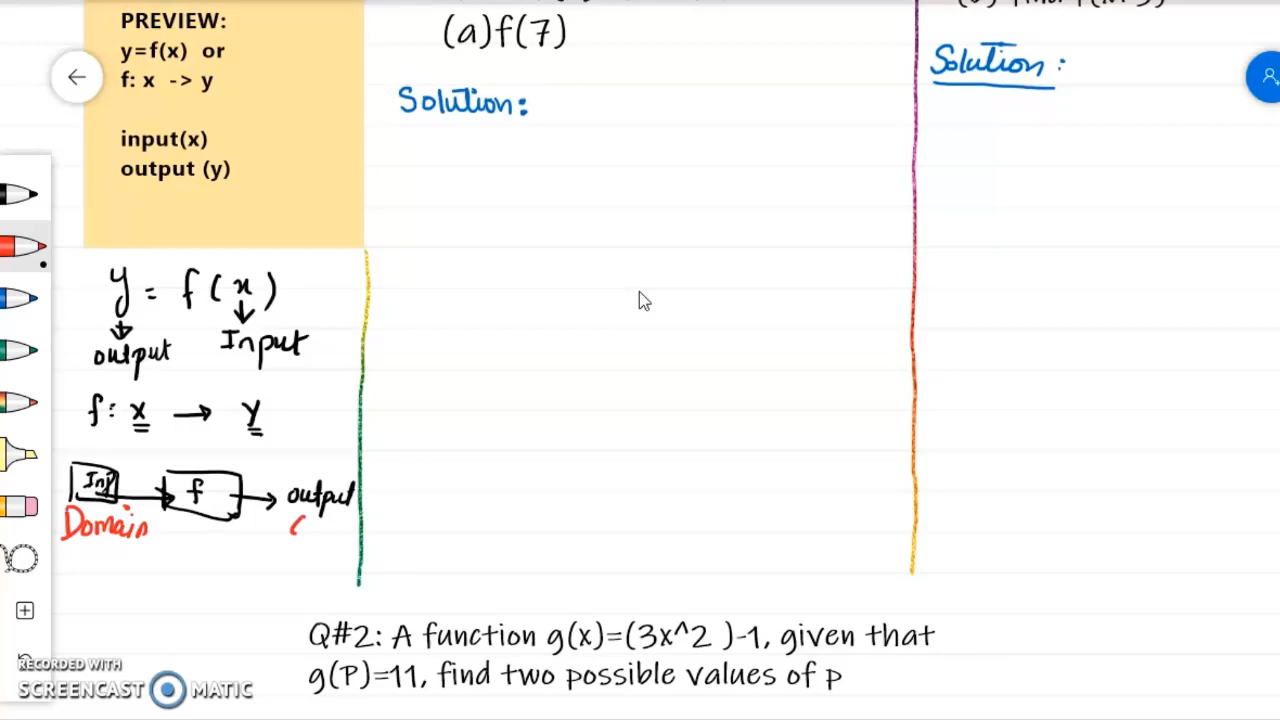 PREVIEW:
y=f(x) or
f: x -> y
input(x)
output (y)
y = f ( x )
output Input
f: x → y
Inp f output
Domain
(a)f(7)
Solution:
Solution:
Q#2: A function g(x)=(3x^2 )-1, given that
g(P)=11, find two possible values of p
RECORDED WITH
SCREENCAST MATIC